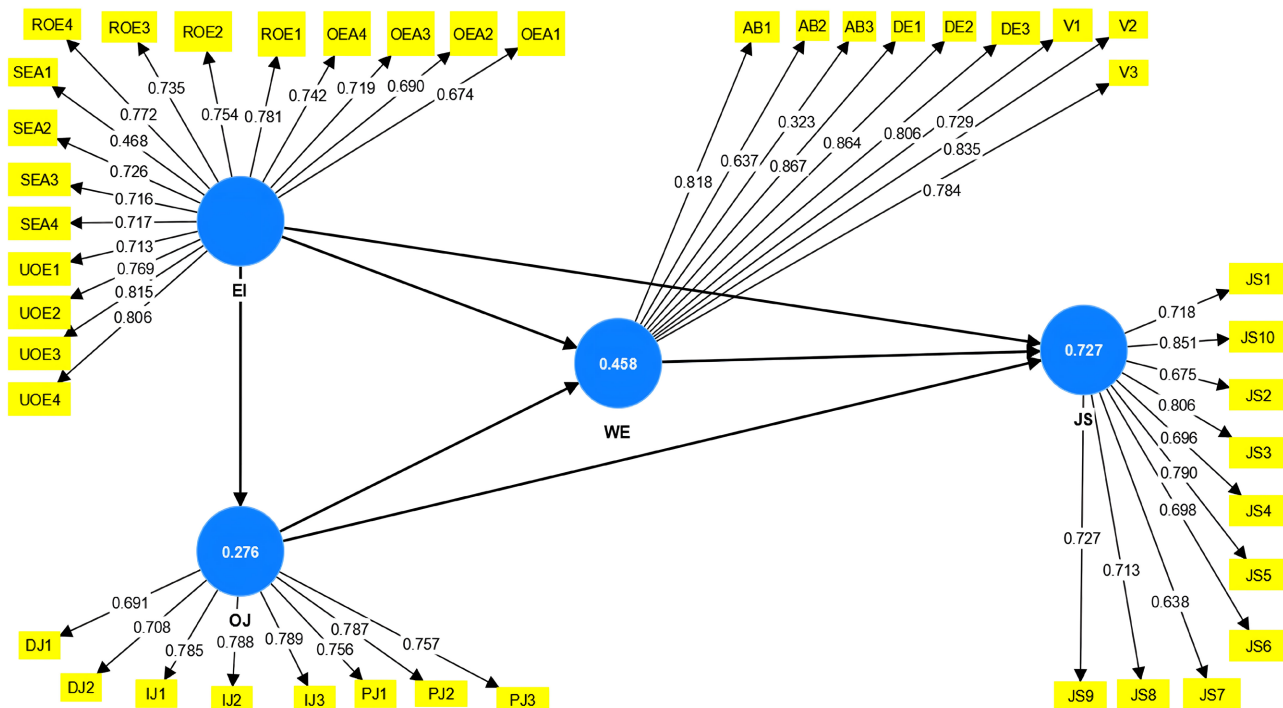 ROE4
ROE3
ROE2
ROE1
OEA4
OEA3
OEA2
OEA1
AB1
AB2
AB3
DE1
DE2
DE3
V1
V2
V3
SEA1
SEA2
SEA3
SEA4
UOE1
UOE2
UOE3
UOE4
0.772
0.735
0.754
0.781
0.742
0.719
0.690
0.674
0.468
0.726
0.716
0.717
0.713
0.769
0.815
0.806
EI
0.818
0.637
0.323
0.867
0.864
0.806
0.729
0.835
0.784
0.458
WE
0.727
JS
0.718
0.851
0.675
0.806
0.696
0.790
0.698
0.638
0.713
0.727
JS1
JS10
JS2
JS3
JS4
JS5
JS6
JS7
JS8
JS9
0.276
OJ
0.691
0.708
0.785
0.788
0.789
0.756
0.787
0.757
DJ1
DJ2
IJ1
IJ2
IJ3
PJ1
PJ2
PJ3